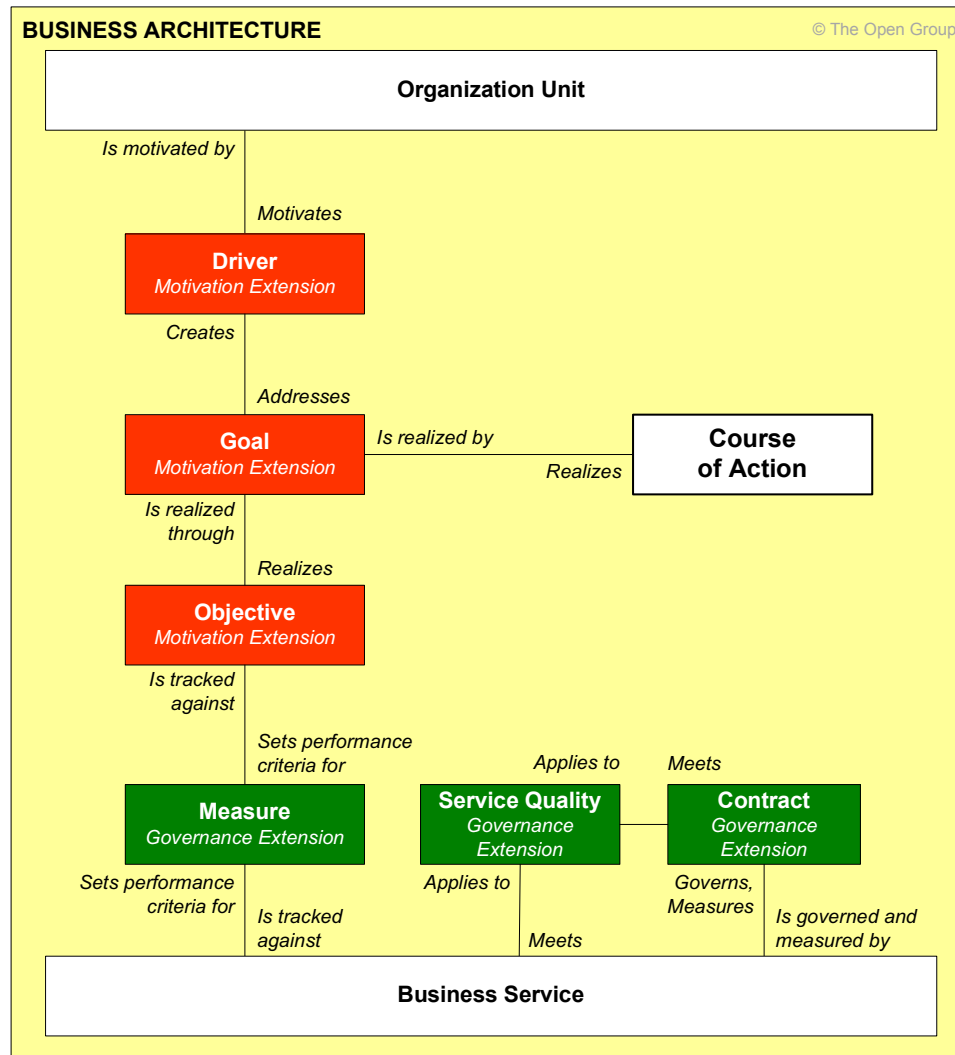 BUSINESS ARCHITECTURE
© The Open Group
Organization Unit
Is motivated by
Motivates
Driver
Motivation Extension
Creates
Addresses
Goal
Motivation Extension
Is realized by
Realizes
Course
of Action
Is realized
through
Realizes
Objective
Motivation Extension
Is tracked
against
Sets performance
criteria for
Applies to
Meets
Measure
Governance Extension
Service Quality
Governance
Extension
Contract
Governance
Extension
Sets performance
criteria for
Is tracked
against
Applies to
Meets
Governs,
Measures
Is governed and
measured by
Business Service